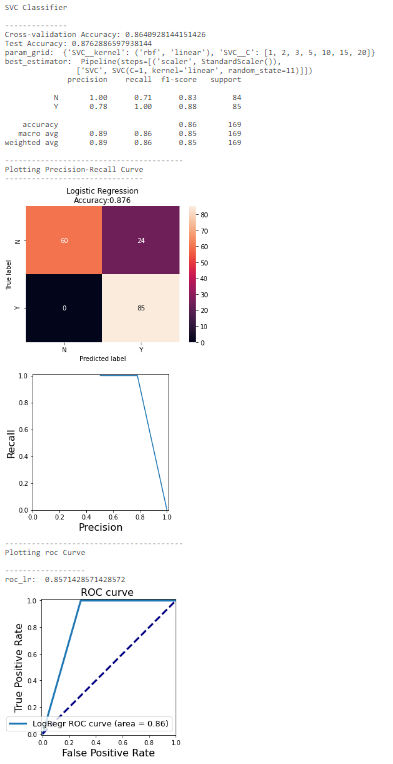 SVC Classifier
-------------
Cross-validation Accuracy: 0.8640928144151426
Test Accuracy: 0.8762886597938144
param_grid:  {'SVC__kernel': ('rbf', 'linear'), 'SVC__C': [1, 2, 3, 5, 10, 15, 20]}
best_estimator:  Pipeline(steps=[('scaler', StandardScaler()),
['SVC', SVC(C=1, kernel='linear', random_state=11)]])
precision    recall  f1-score   support
N       1.00      0.71      0.83        84
Y       0.78      1.00      0.88        85
accuracy                           0.86       169
macro avg       0.89      0.86      0.85       169
weighted avg       0.89      0.86      0.85       169
-------------------------------------
Plotting Precision-Recall Curve
-----------------------------
Logistic Regression
Accuracy:0.876
N
60
24
Y
0
85
True label
N
Y
Predicted label
80
70
60
50
40
30
20
10
0
1.0
0.8
0.6
0.4
0.2
0.0
Recall
0.0 0.2 0.4 0.6 0.8 1.0
Precision
-------------------------------------
Plotting roc Curve
-----------------
roc_lr:  0.8571428571428572
ROC curve
1.0
0.8
0.6
0.4
0.2
0.0
True Positive Rate
LogRegr ROC curve (area = 0.86)
0.0 0.2 0.4 0.6 0.8 1.0
False Positive Rate